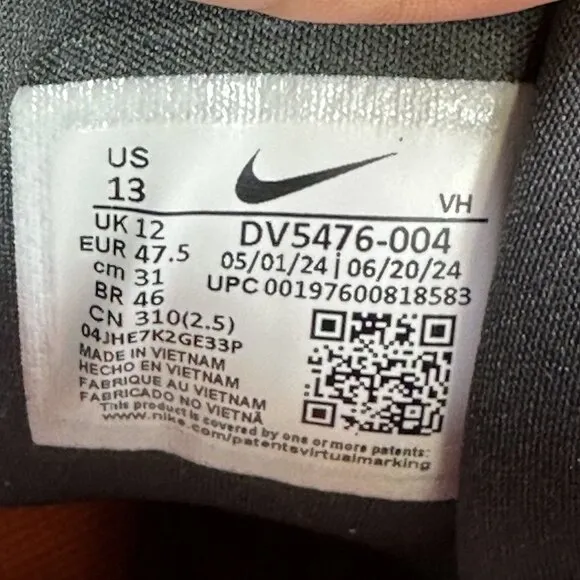 US
13
VH
UK 12
EUR 47.5
cm 31
BR 46
CN 310(2.5)
DV5476-004
05/01/24 | 06/20/24
UPC 00197600818583
04JHE7K2GE33P
MADE IN VIETNAM
HECHO EN VIETNAM
FABRIQUE AU VIETNAM
FABRICADO NO VIETNÃ
This product is covered by one or more patents:
www.nike.com/patentsvirtualmarking